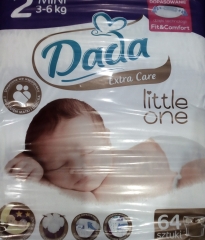 2 MINI
3-6 kg
Fit&Comfort
Dada
Extra Care
little
one
64
sztuki